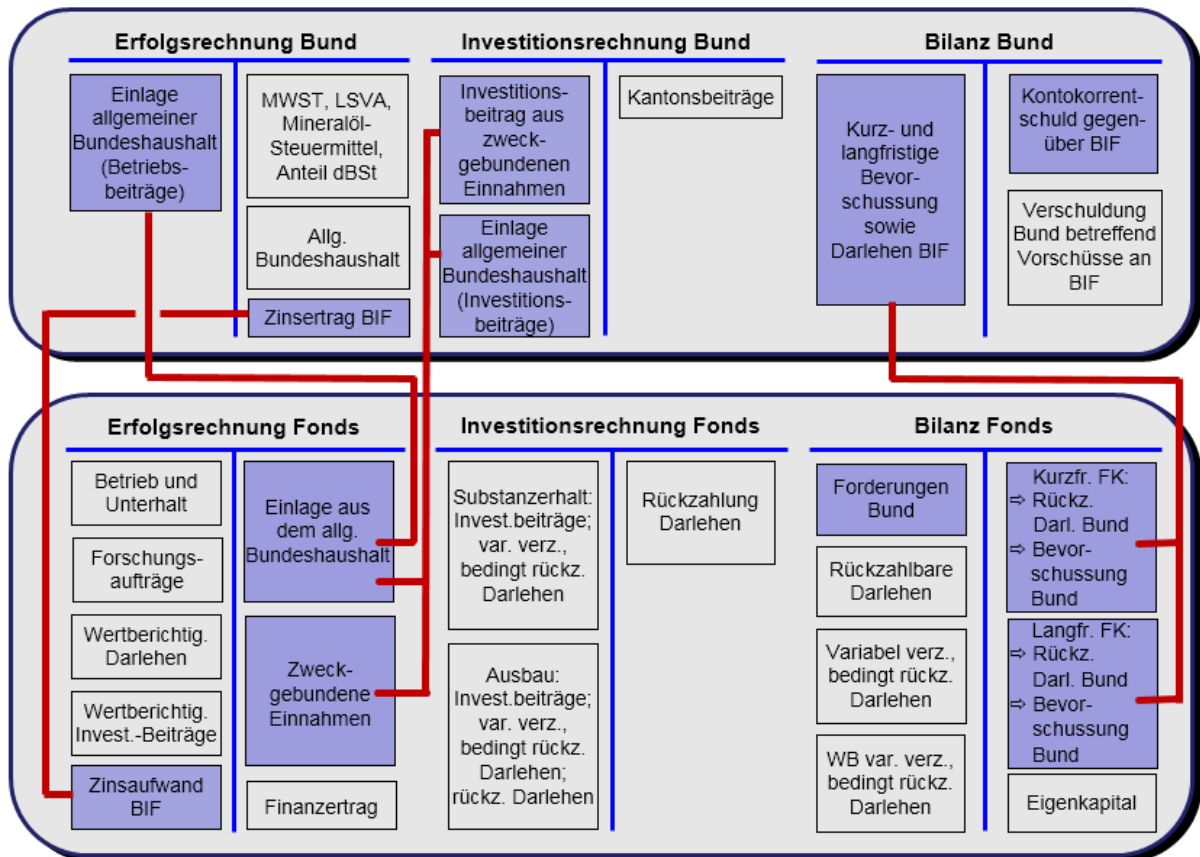 Erfolgsrechnung Bund
Einlage
allgemeiner
Bundeshaushalt
(Betriebs-
beiträge)
MWST, LSVA,
Mineralöl-
Steuermittel,
Anteil dBSt
Allg.
Bundeshaushalt
Zinsertrag BIF
Investitionsrechnung Bund
Investitions-
beitrag aus
zweck-
gebundenen
Einnahmen
Einlage
allgemeiner
Bundeshaushalt
(Investitions-
beiträge)
Kantonsbeiträge
Bilanz Bund
Kurz- und
langfristige
Bevor-
schussung
sowie
Darlehen BIF
Kontokorrent-
schuld gegen-
über BIF
Verschuldung
Bund betreffend
Vorschüsse an
BIF
Erfolgsrechnung Fonds
Betrieb und
Unterhalt
Forschungs-
aufträge
Wertberichtig.
Darlehen
Wertberichtig.
Invest.-Beiträge
Zinsaufwand
BIF
Einlage aus
dem allg.
Bundeshaushalt
Zweck-
gebundene
Einnahmen
Finanzertrag
Investitionsrechnung Fonds
Substanzerhalt:
Invest.beiträge;
var. verz.,
bedingt rückz.
Darlehen
Ausbau:
Invest.beiträge;
var. verz.,
bedingt rückz.
Darlehen;
rückz. Darlehen
Rückzahlung
Darlehen
Bilanz Fonds
Forderungen
Bund
Rückzahlbare
Darlehen
Variabel verz.,
bedingt rückz.
Darlehen
WB var. verz.,
bedingt rückz.
Darlehen
Kurzfr. FK:
⇨ Rückz.
Darl. Bund
⇨ Bevor-
schussung
Bund
Langfr. FK:
⇨ Rückz.
Darl. Bund
⇨ Bevor-
schussung
Bund
Eigenkapital